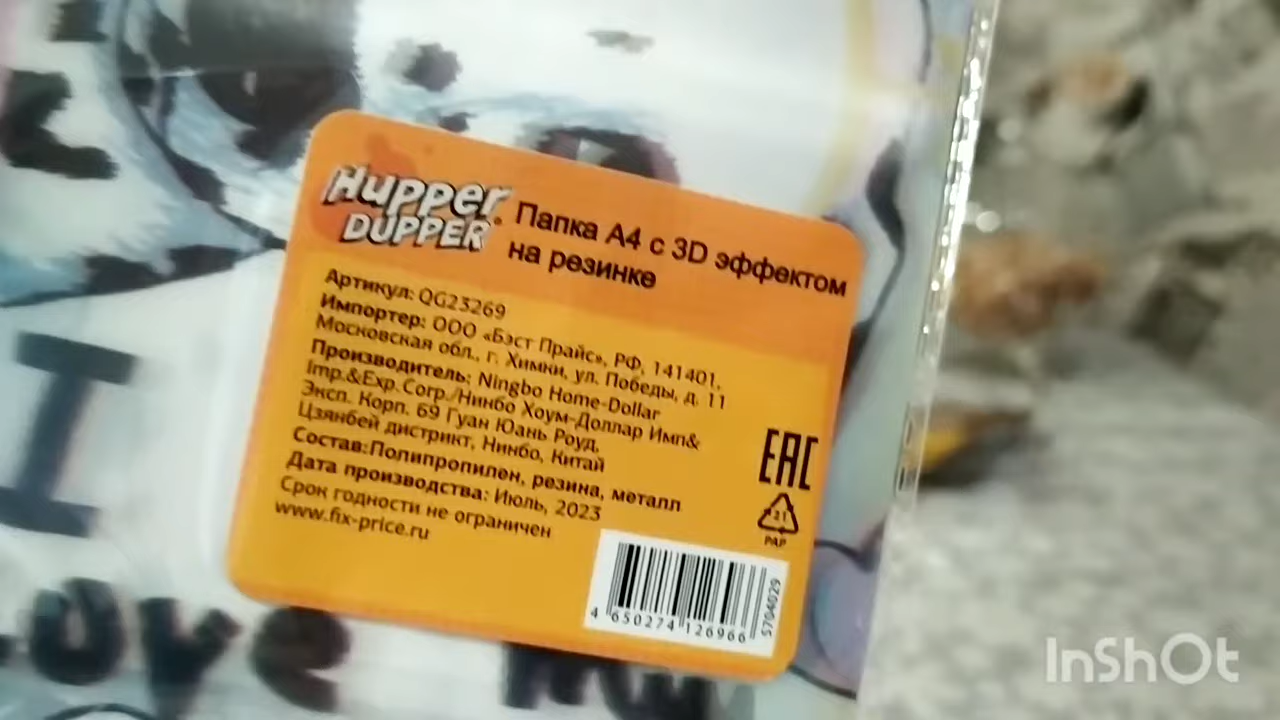 Hupper
DUPPER®
Папка А4 с 3D эффектом
на резинке
Артикул: QG23269
Импортер: ООО «Бэст Прайс», РФ, 141401,
Московская обл., г. Химки, ул. Победы, д. 11
Производитель: Ningbo Home-Dollar
Imp.&Exp.Corp./Нинбо Хоум-Доллар Имп&
Эксп. Корп. 69 Гуан Юань Роуд,
Цзянбей дистрикт, Нинбо, Китай
Состав:Полипропилен, резина, металл
Дата производства: Июль, 2023
Срок годности не ограничен
www.fix-price.ru
EAC
21
PAP
4 650274 126966
5704029
I
Love
InShOt